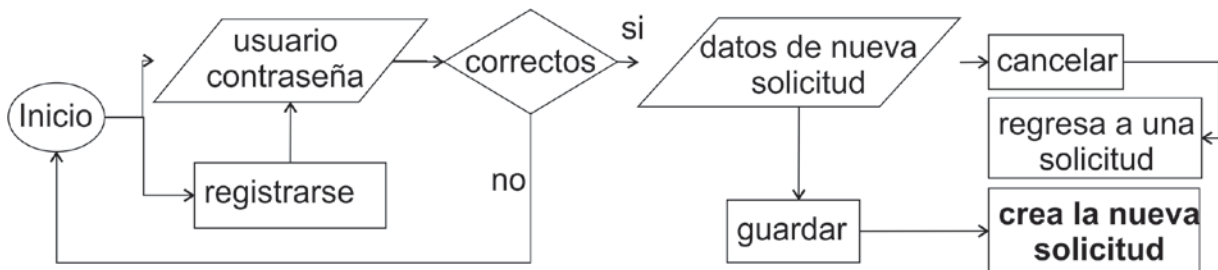 Inicio
usuario
contraseña
registrarse
correctos
si
no
datos de nueva
solicitud
cancelar
regresa a una
solicitud
guardar
crea la nueva
solicitud